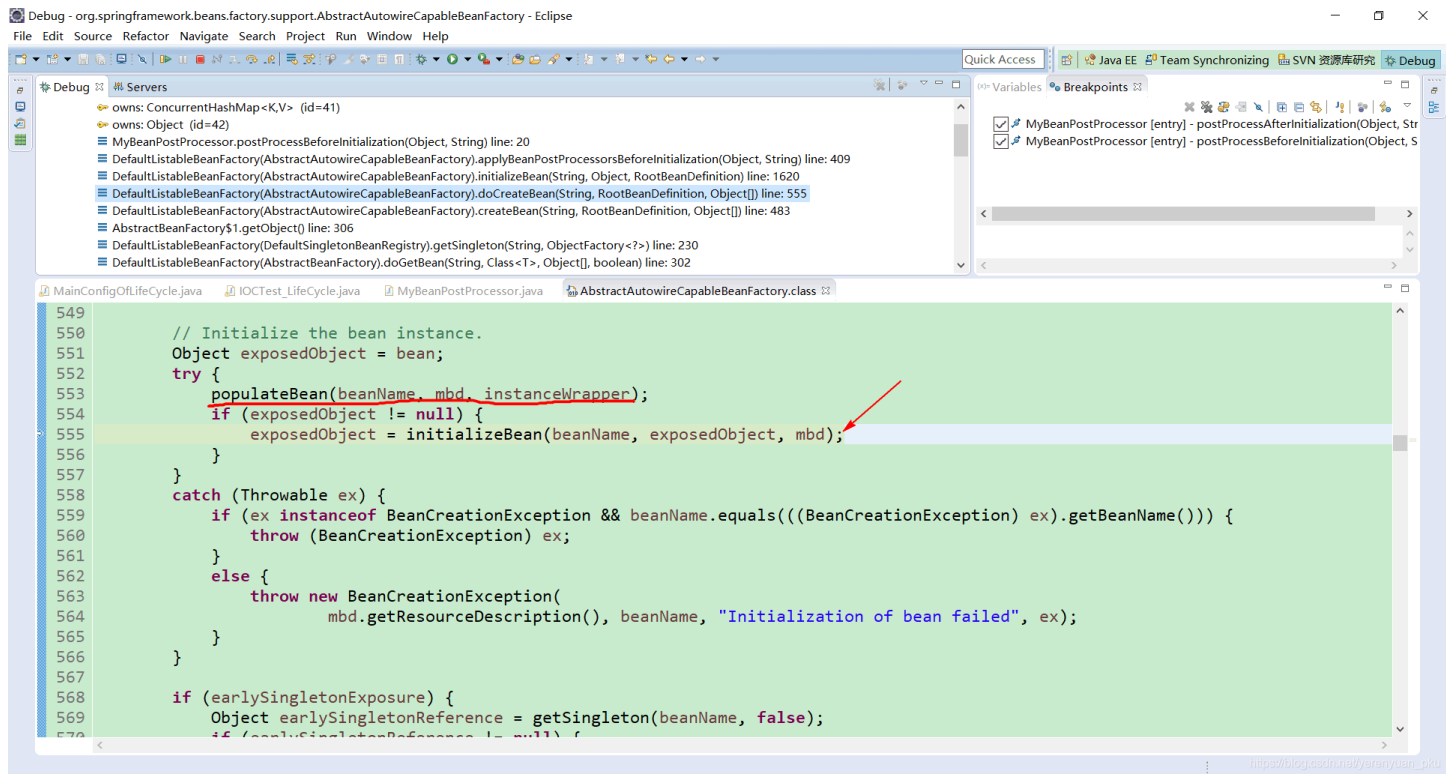 Debug - org.springframework.beans.factory.support.AbstractAutowireCapableBeanFactory - Eclipse
File Edit Source Refactor Navigate Search Project Run Window Help
Quick Access Java EE Team Synchronizing SVN 资源库研究 Debug
Debug Servers
owns: ConcurrentHashMap<K,V> (id=41)
owns: Object (id=42)
MyBeanPostProcessor.postProcessBeforeInitialization(Object, String) line: 20
DefaultListableBeanFactory(AbstractAutowireCapableBeanFactory).applyBeanPostProcessorsBeforeInitialization(Object, String) line: 409
DefaultListableBeanFactory(AbstractAutowireCapableBeanFactory).initializeBean(String, Object, RootBeanDefinition) line: 1620
DefaultListableBeanFactory(AbstractAutowireCapableBeanFactory).doCreateBean(String, RootBeanDefinition, Object[]) line: 555
DefaultListableBeanFactory(AbstractAutowireCapableBeanFactory).createBean(String, RootBeanDefinition, Object[]) line: 483
AbstractBeanFactory$1.getObject() line: 306
DefaultListableBeanFactory(DefaultSingletonBeanRegistry).getSingleton(String, ObjectFactory<?>) line: 230
DefaultListableBeanFactory(AbstractBeanFactory).doGetBean(String, Class<T>, Object[], boolean) line: 302
(x)= Variables Breakpoints
MyBeanPostProcessor [entry] - postProcessAfterInitialization(Object, Str
MyBeanPostProcessor [entry] - postProcessBeforeInitialization(Object, S
MainConfigOfLifeCycle.java IOCTest_LifeCycle.java MyBeanPostProcessor.java AbstractAutowireCapableBeanFactory.class
549
550 // Initialize the bean instance.
551 Object exposedObject = bean;
552 try {
553 populateBean(beanName, mbd, instanceWrapper);
554 if (exposedObject != null) {
555 exposedObject = initializeBean(beanName, exposedObject, mbd);
556 }
557 }
558 catch (Throwable ex) {
559 if (ex instanceof BeanCreationException && beanName.equals(((BeanCreationException) ex).getBeanName())) {
560 throw (BeanCreationException) ex;
561 }
562 else {
563 throw new BeanCreationException(
564 mbd.getResourceDescription(), beanName, "Initialization of bean failed", ex);
565 }
566 }
567
568 if (earlySingletonExposure) {
569 Object earlySingletonReference = getSingleton(beanName, false);
570 if (earlySingletonReference != null) {
https://blog.csdn.net/yerenyuan_pku